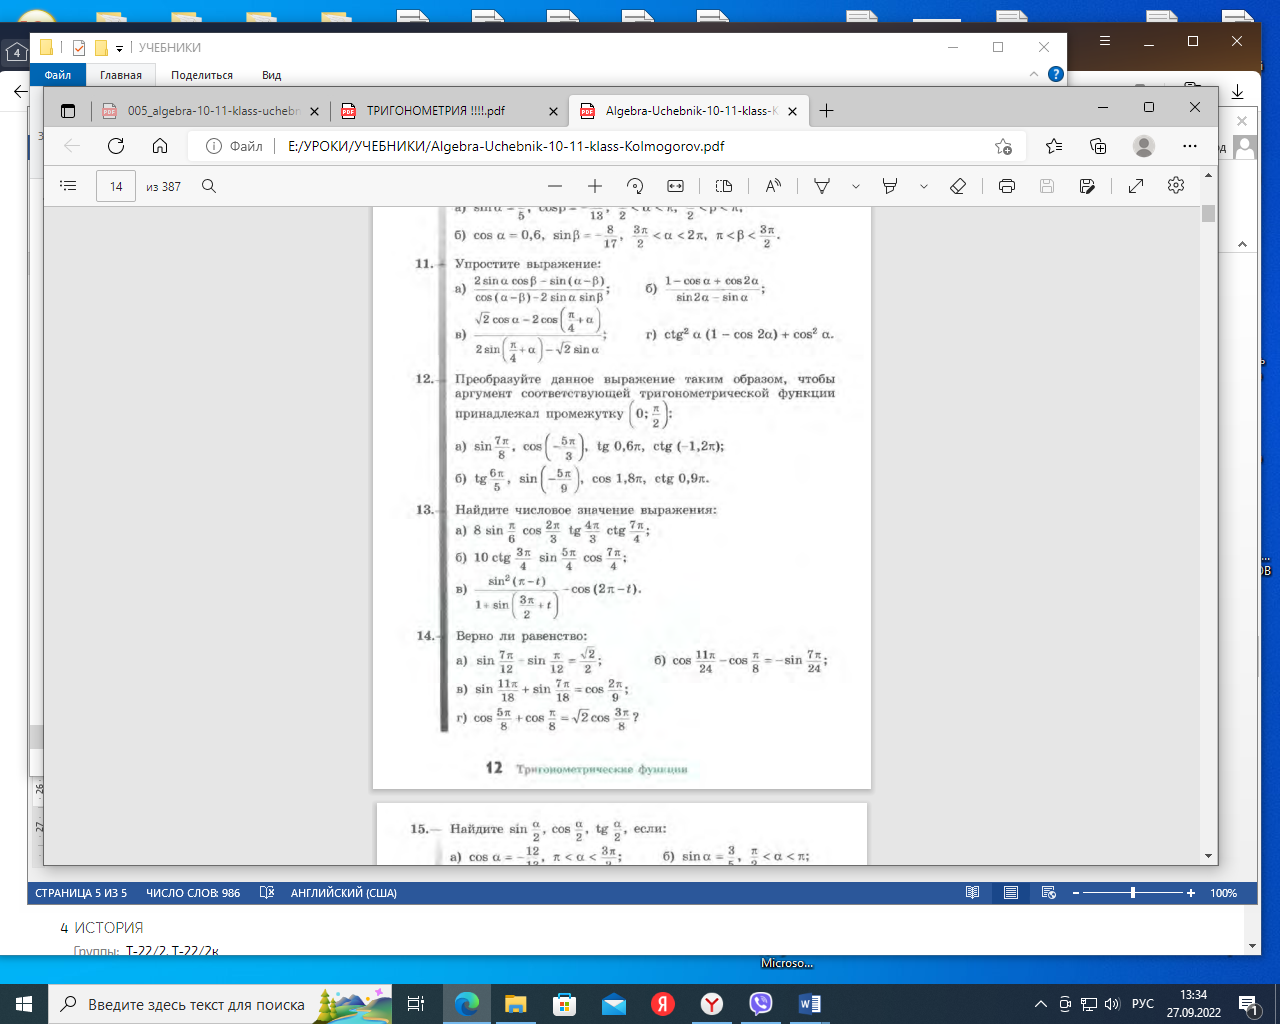 УЧЕБНИКИ
Файл Главная Поделиться Вид
005_algebra-10-11-klass-uchebn ТРИГОНОМЕТРИЯ !!!!.pdf Algebra-Uchebnik-10-11-klass-K
Файл E:/УРОКИ/УЧЕБНИКИ/Algebra-Uchebnik-10-11-klass-Kolmogorov.pdf
14 из 387
б) cos α = 0,6, sin β = −8/17, 3π/2 < α < 2π, π < β < 3π/2.
11.— Упростите выражение:
а) (2 sin α cos β − sin (α − β))/(cos (α − β) − 2 sin α sin β); б) (1 − cos α + cos 2α)/(sin 2α − sin α);
в) (√2 cos α − 2 cos (π/4 + α))/(2 sin (π/4 + α) − √2 sin α); г) ctg² α (1 − cos 2α) + cos² α.
12.— Преобразуйте данное выражение таким образом, чтобы
аргумент соответствующей тригонометрической функции
принадлежал промежутку (0; π/2):
а) sin 7π/8, cos (−5π/3), tg 0,6π, ctg (−1,2π);
б) tg 6π/5, sin (−5π/9), cos 1,8π, ctg 0,9π.
13.— Найдите числовое значение выражения:
а) 8 sin π/6 cos 2π/3 tg 4π/3 ctg 7π/4;
б) 10 ctg 3π/4 sin 5π/4 cos 7π/4;
в) sin² (π − t)/(1 + sin (3π/2 + t)) − cos (2π − t).
14.— Верно ли равенство:
а) sin 7π/12 − sin π/12 = √2/2; б) cos 11π/24 − cos π/8 = −sin 7π/24;
в) sin 11π/18 + sin 7π/18 = cos 2π/9;
г) cos 5π/8 + cos π/8 = √2 cos 3π/8 ?
12 Тригонометрические функции
15.— Найдите sin α/2, cos α/2, tg α/2, если:
а) cos α = −12, π < α < 3π; б) sin α = 3, π < α < π;
СТРАНИЦА 5 ИЗ 5 ЧИСЛО СЛОВ: 986 АНГЛИЙСКИЙ (США) 100%
4 ИСТОРИЯ
Группы: Т-22/2, Т-22/2к
Microso...
Введите здесь текст для поиска
РУС
13:34
27.09.2022